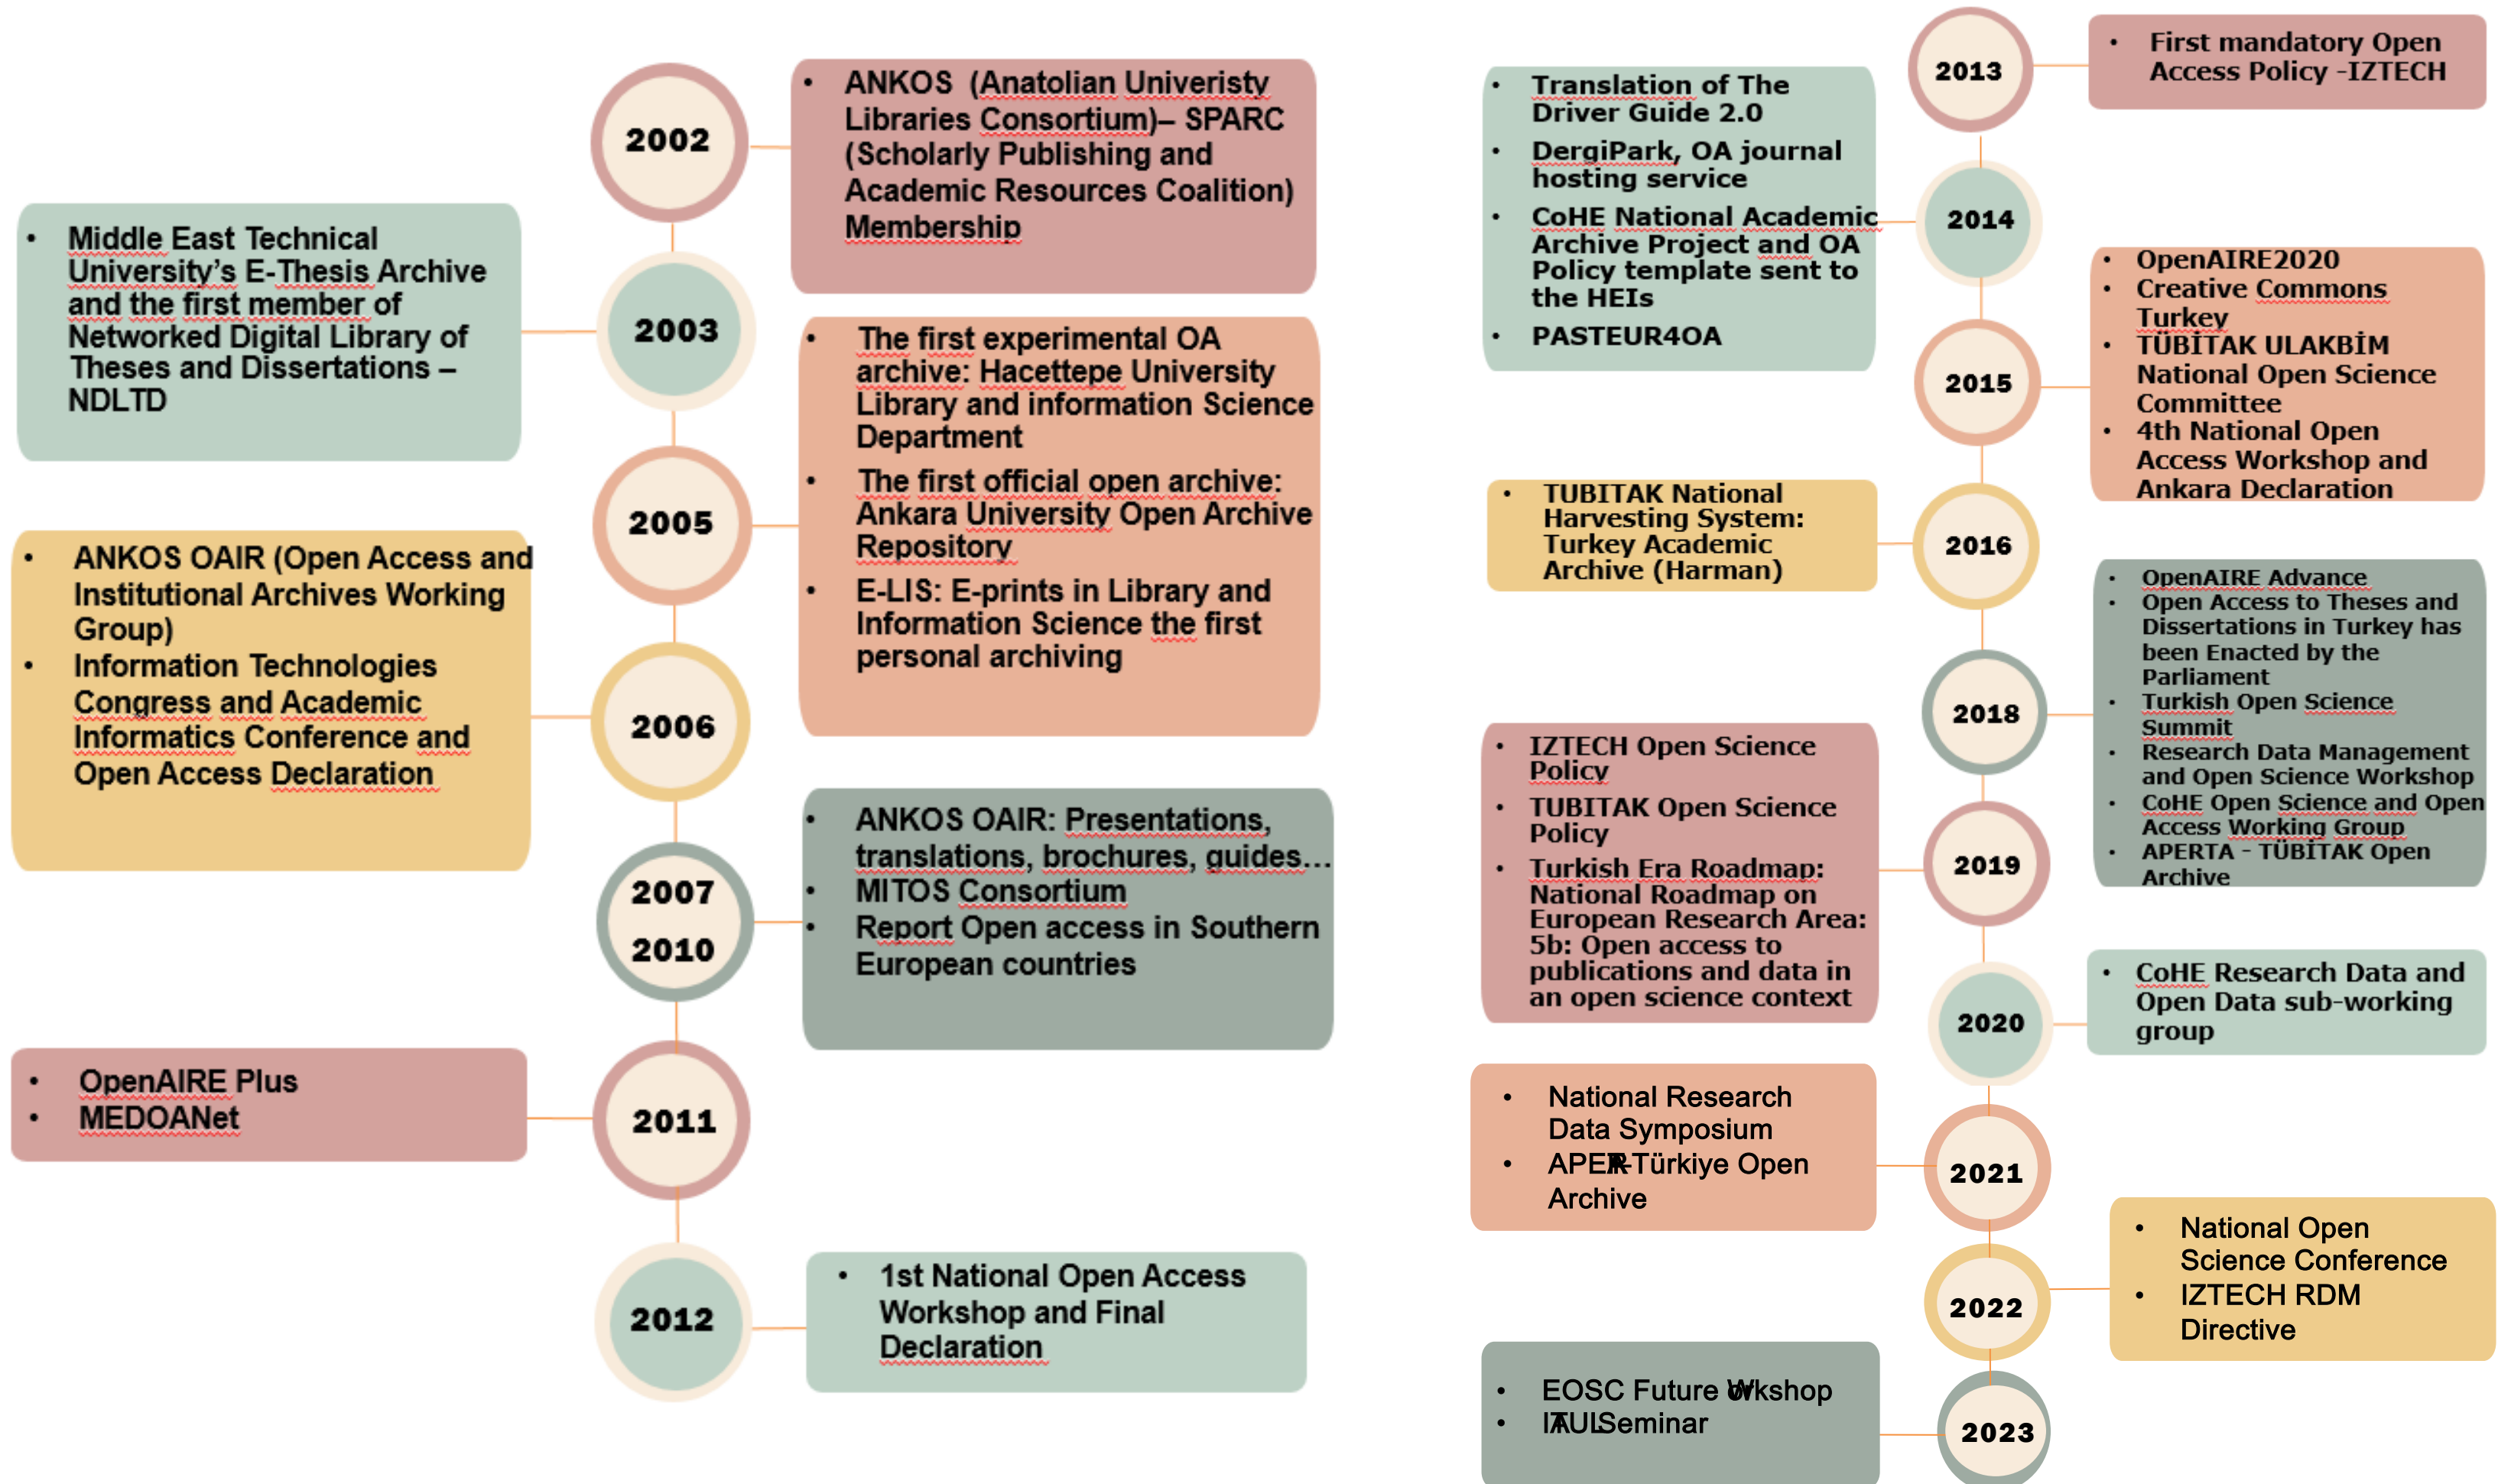 2002
• ANKOS (Anatolian Univeristy
Libraries Consortium)– SPARC
(Scholarly Publishing and
Academic Resources Coalition)
Membership
2003
• Middle East Technical
University’s E-Thesis Archive
and the first member of
Networked Digital Library of
Theses and Dissertations –
NDLTD
2005
• The first experimental OA
archive: Hacettepe University
Library and information Science
Department
• The first official open archive:
Ankara University Open Archive
Repository
• E-LIS: E-prints in Library and
Information Science the first
personal archiving
2006
• ANKOS OAIR (Open Access and
Institutional Archives Working
Group)
• Information Technologies
Congress and Academic
Informatics Conference and
Open Access Declaration
2007
2010
• ANKOS OAIR: Presentations,
translations, brochures, guides...
• MITOS Consortium
• Report Open access in Southern
European countries
2011
• OpenAIRE Plus
• MEDOANet
2012
• 1st National Open Access
Workshop and Final
Declaration
2013
• First mandatory Open
Access Policy -IZTECH
2014
• Translation of The
Driver Guide 2.0
• DergiPark, OA journal
hosting service
• CoHE National Academic
Archive Project and OA
Policy template sent to
the HEIs
• PASTEUR4OA
2015
• OpenAIRE2020
• Creative Commons
Turkey
• TÜBİTAK ULAKBİM
National Open Science
Committee
• 4th National Open
Access Workshop and
Ankara Declaration
2016
• TUBITAK National
Harvesting System:
Turkey Academic
Archive (Harman)
2018
• OpenAIRE Advance
• Open Access to Theses and
Dissertations in Turkey has
been Enacted by the
Parliament
• Turkish Open Science
Summit
• Research Data Management
and Open Science Workshop
• CoHE Open Science and Open
Access Working Group
• APERTA - TÜBİTAK Open
Archive
2019
• IZTECH Open Science
Policy
• TUBITAK Open Science
Policy
• Turkish Era Roadmap:
National Roadmap on
European Research Area:
5b: Open access to
publications and data in
an open science context
2020
• CoHE Research Data and
Open Data sub-working
group
2021
• National Research
Data Symposium
• Türkiye Open
Archive
2022
• National Open
Science Conference
• IZTECH RDM
Directive
2023
• EOSC Future Workshop
• IATUL Seminar